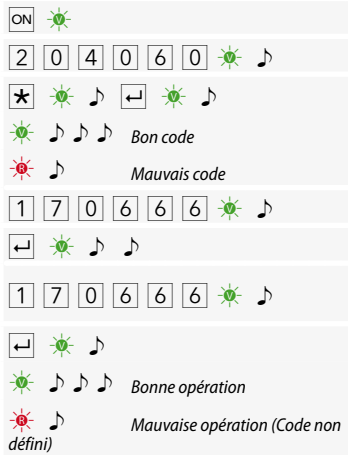 ON V
2 0 4 0 6 0 V ♪
* V ♪ ↵ V ♪
V ♪ ♪ ♪ Bon code
R ♪ Mauvais code
1 7 0 6 6 6 V ♪
↵ V ♪ ♪
1 7 0 6 6 6 V ♪
↵ V ♪
V ♪ ♪ ♪ Bonne opération
R ♪ Mauvaise opération (Code non
défini)